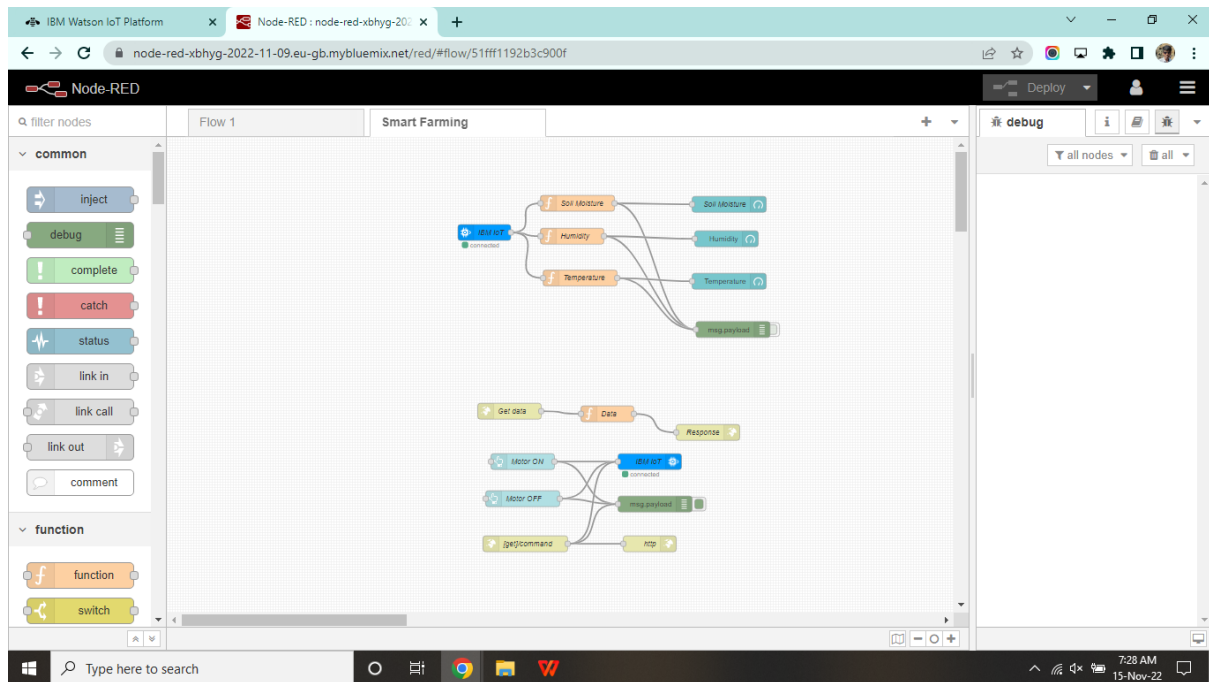 IBM Watson IoT Platform
Node-RED : node-red-xbhyg-202
node-red-xbhyg-2022-11-09.eu-gb.mybluemix.net/red/#flow/51fff1192b3c900f
Node-RED
Deploy
filter nodes
Flow 1
Smart Farming
debug
i
common
all nodes
all
inject
debug
complete
catch
status
link in
link call
link out
comment
function
function
switch
Soil Moisture
Soil Moisture
IBM IoT
connected
Humidity
Humidity
Temperature
Temperature
msg.payload
Get data
Data
Response
Motor ON
IBM IoT
connected
Motor OFF
msg.payload
[get]/command
http
Type here to search
7:28 AM
15-Nov-22